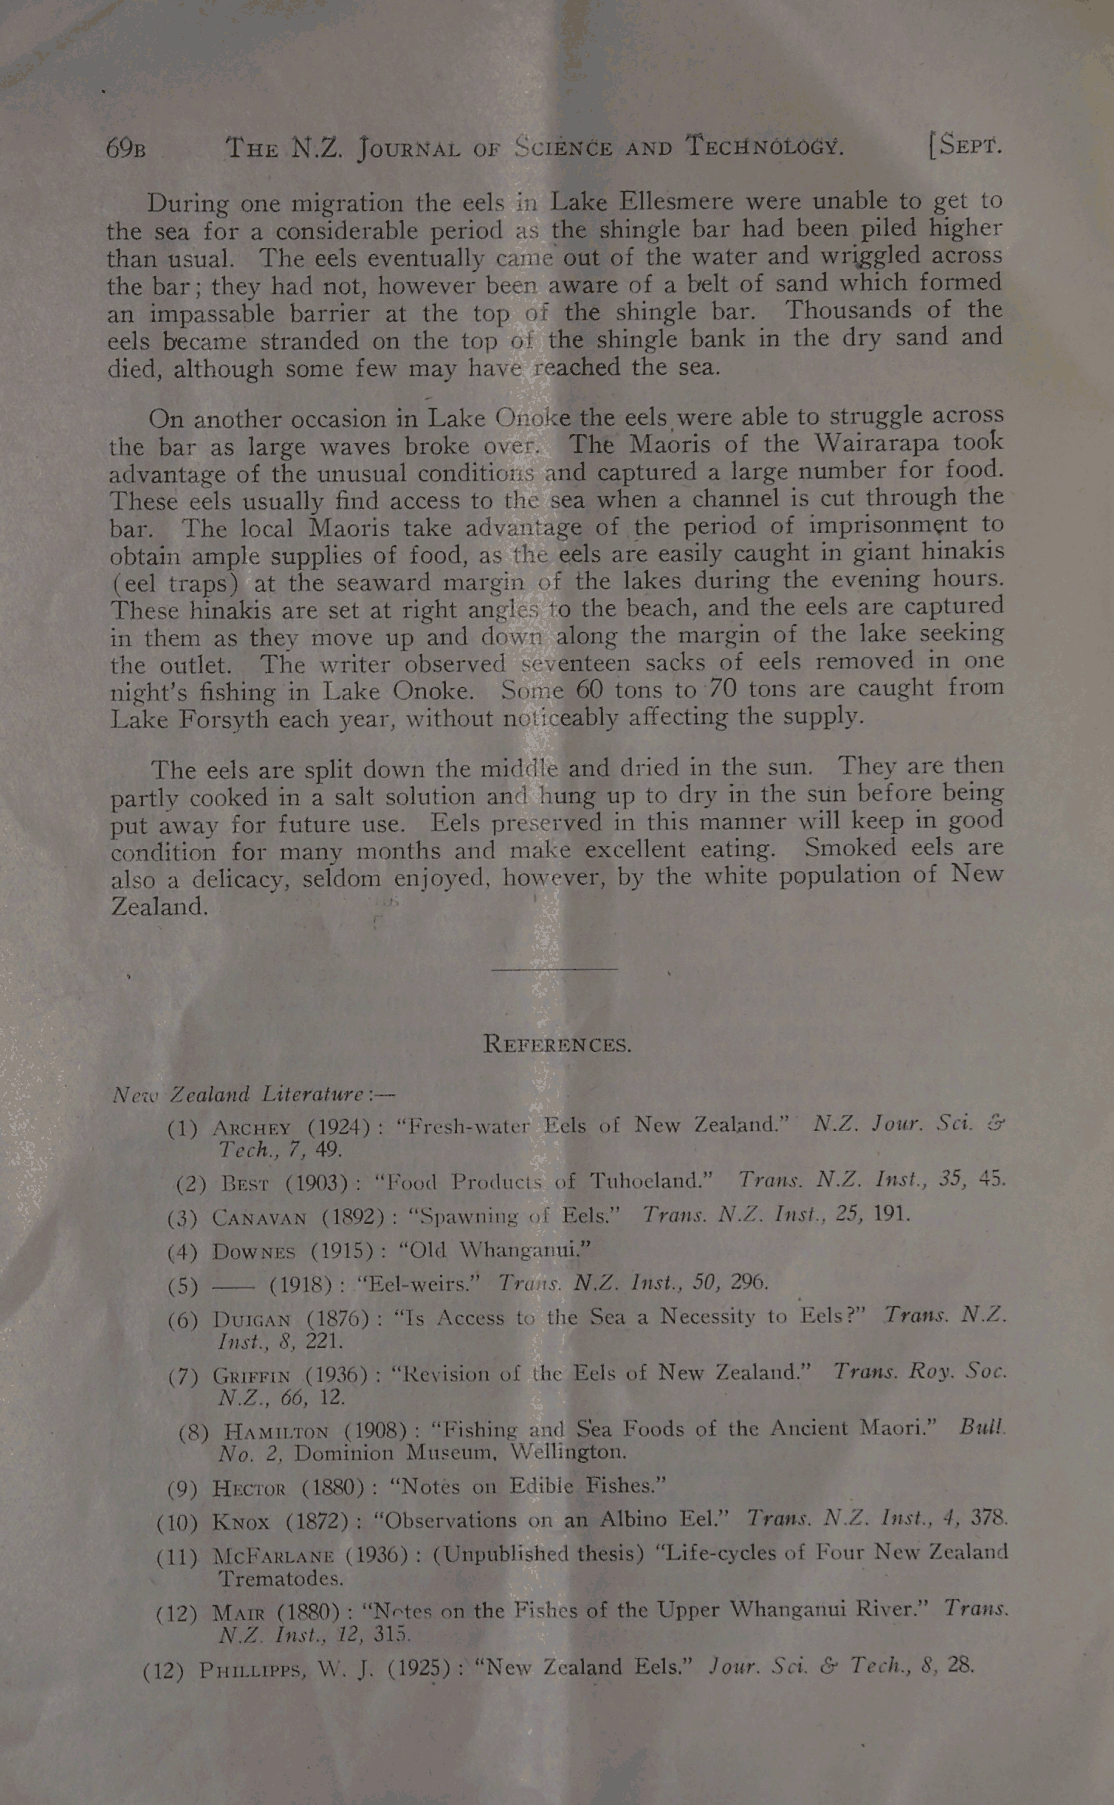 69B THE N.Z. JOURNAL OF SCIENCE AND TECHNOLOGY. [SEPT.
During one migration the eels in Lake Ellesmere were unable to get to
the sea for a considerable period as the shingle bar had been piled higher
than usual. The eels eventually came out of the water and wriggled across
the bar; they had not, however been aware of a belt of sand which formed
an impassable barrier at the top of the shingle bar. Thousands of the
eels became stranded on the top of the shingle bank in the dry sand and
died, although some few may have reached the sea.
On another occasion in Lake Onoke the eels were able to struggle across
the bar as large waves broke over. The Maoris of the Wairarapa took
advantage of the unusual conditions and captured a large number for food.
These eels usually find access to the sea when a channel is cut through the
bar. The local Maoris take advantage of the period of imprisonment to
obtain ample supplies of food, as the eels are easily caught in giant hinakis
(eel traps) at the seaward margin of the lakes during the evening hours.
These hinakis are set at right angles to the beach, and the eels are captured
in them as they move up and down along the margin of the lake seeking
the outlet. The writer observed seventeen sacks of eels removed in one
night's fishing in Lake Onoke. Some 60 tons to 70 tons are caught from
Lake Forsyth each year, without noticeably affecting the supply.
The eels are split down the middle and dried in the sun. They are then
partly cooked in a salt solution and hung up to dry in the sun before being
put away for future use. Eels preserved in this manner will keep in good
condition for many months and make excellent eating. Smoked eels are
also a delicacy, seldom enjoyed, however, by the white population of New
Zealand.
REFERENCES.
New Zealand Literature:—
(1) ARCHEY (1924): “Fresh-water Eels of New Zealand.” N.Z. Jour. Sci. &
Tech., 7, 49.
(2) BEST (1903): “Food Products of Tuhoeland.” Trans. N.Z. Inst., 35, 45.
(3) CANAVAN (1892): “Spawning of Eels.” Trans. N.Z. Inst., 25, 191.
(4) DOWNES (1915): “Old Whanganui.”
(5) —— (1918): “Eel-weirs.” Trans. N.Z. Inst., 50, 296.
(6) DUIGAN (1876): “Is Access to the Sea a Necessity to Eels?” Trans. N.Z.
Inst., 8, 221.
(7) GRIFFIN (1936): “Revision of the Eels of New Zealand.” Trans. Roy. Soc.
N.Z., 66, 12.
(8) HAMILTON (1908): “Fishing and Sea Foods of the Ancient Maori.” Bull.
No. 2, Dominion Museum, Wellington.
(9) HECTOR (1880): “Notes on Edible Fishes.”
(10) KNOX (1872): “Observations on an Albino Eel.” Trans. N.Z. Inst., 4, 378.
(11) MCFARLANE (1936): (Unpublished thesis) “Life-cycles of Four New Zealand
Trematodes.
(12) MAIR (1880): “Notes on the Fishes of the Upper Whanganui River.” Trans.
N.Z. Inst., 12, 315.
(12) PHILLIPPS, W. J. (1925): “New Zealand Eels.” Jour. Sci. & Tech., 8, 28.